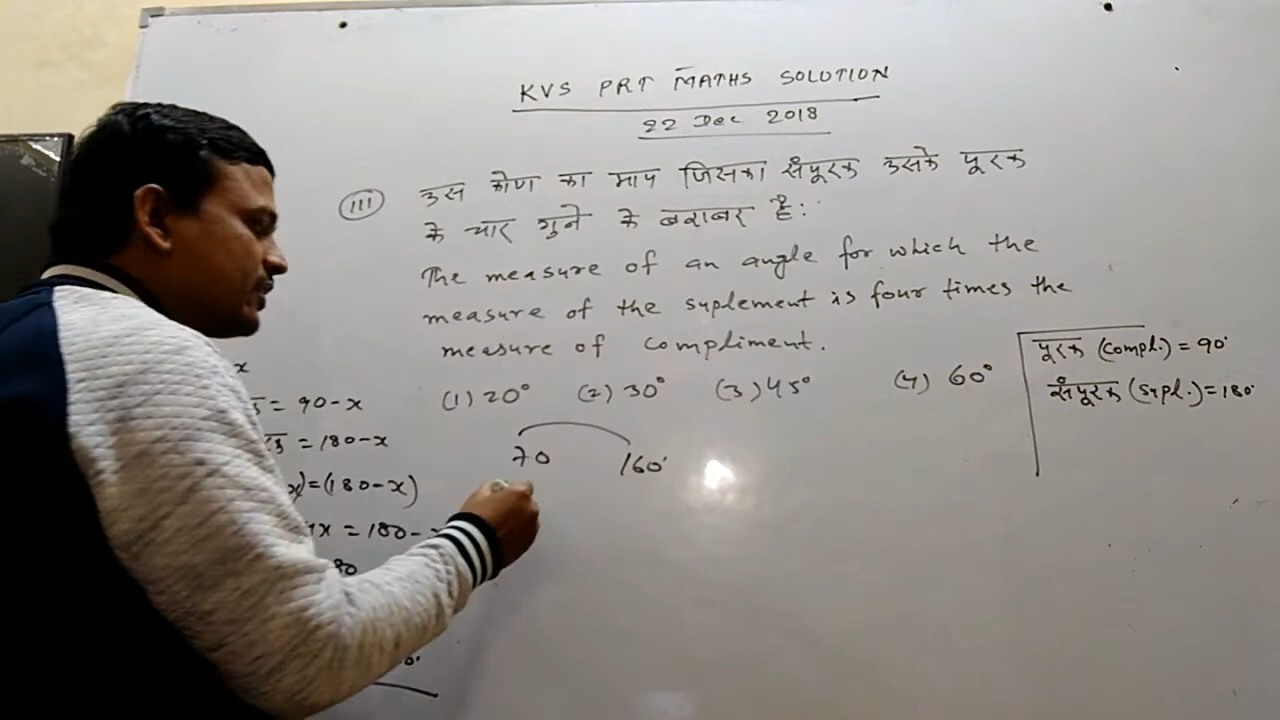 KVS PRT MATHS SOLUTION
22 Dec 2018
111 उस कोण का माप जिसका संपूरक उसके पूरक
के चार गुने के बराबर है:
The measure of an angle for which the
measure of the suplement is four times the
measure of compliment.
(1) 20° (2) 30° (3) 45° (4) 60°
पूरक (compl.) = 90°
संपूरक (supl.) = 180°
x
= 90-x
= 180-x
x)=(180-x)
x = 180-
70 160°